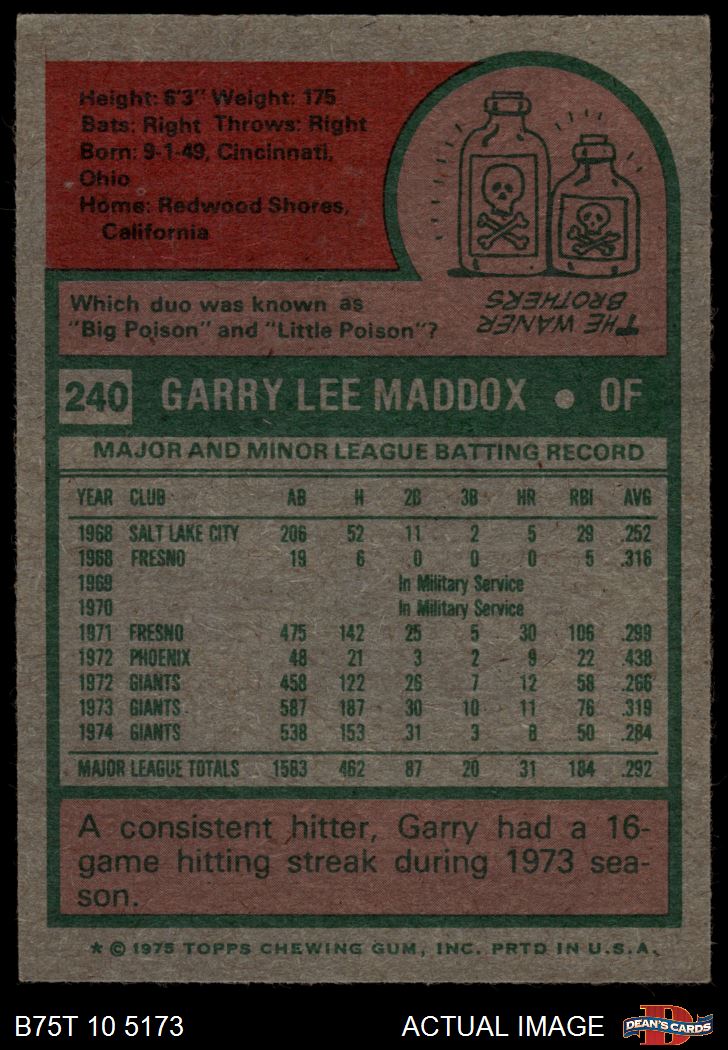 Height: 6'3" Weight: 175
Bats: Right Throws: Right
Born: 9-1-49, Cincinnati,
Ohio
Home: Redwood Shores,
California
Which duo was known as
"Big Poison" and "Little Poison"?
THE WANER
BROTHERS
240 GARRY LEE MADDOX • OF
MAJOR AND MINOR LEAGUE BATTING RECORD
YEAR CLUB AB H 2B 3B HR RBI AVG
1968 SALT LAKE CITY 206 52 11 2 5 29 .252
1968 FRESNO 19 6 0 0 0 5 .316
1969 In Military Service
1970 In Military Service
1971 FRESNO 475 142 25 5 30 106 .299
1972 PHOENIX 48 21 3 2 9 22 .438
1972 GIANTS 458 122 26 7 12 58 .266
1973 GIANTS 587 187 30 10 11 76 .319
1974 GIANTS 538 153 31 3 8 50 .284
MAJOR LEAGUE TOTALS 1583 462 87 20 31 184 .292
A consistent hitter, Garry had a 16-
game hitting streak during 1973 sea-
son.
* © 1975 TOPPS CHEWING GUM, INC. PRTD IN U.S.A.
B75T 10 5173 ACTUAL IMAGE DEAN'S CARDS